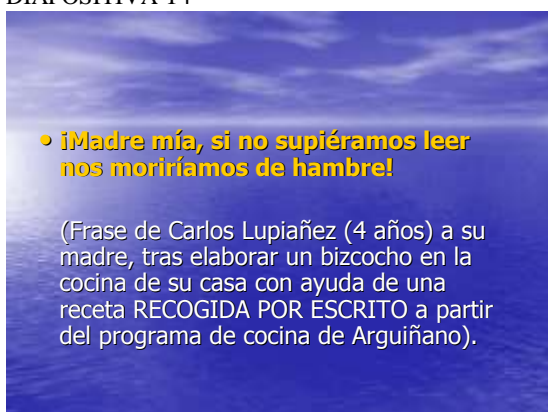 • ¡Madre mía, si no supiéramos leer
nos moriríamos de hambre!
(Frase de Carlos Lupiañez (4 años) a su
madre, tras elaborar un bizcocho en la
cocina de su casa con ayuda de una
receta RECOGIDA POR ESCRITO a partir
del programa de cocina de Arguiñano).